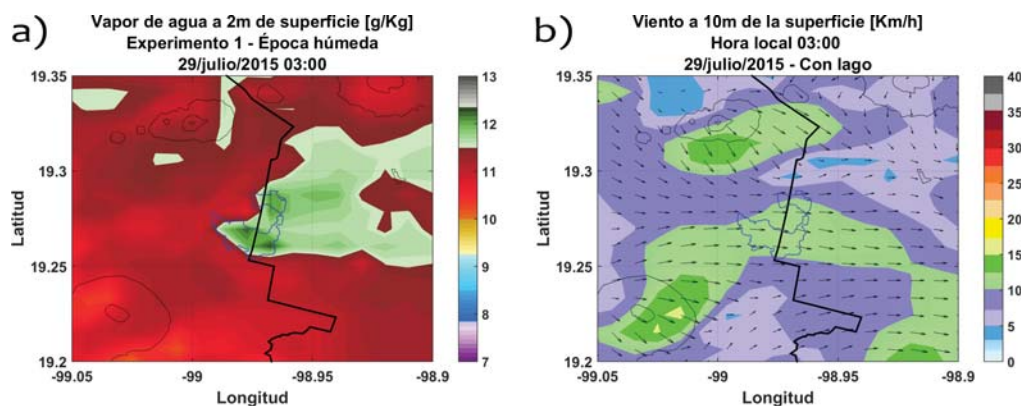 a)
Vapor de agua a 2m de superficie [g/Kg]
Experimento 1 - Época húmeda
29/julio/2015 03:00
19.35
19.3
19.25
19.2
Latitud
-99.05
-99
-98.95
-98.9
Longitud
13
12
11
10
9
8
7
b)
Viento a 10m de la superficie [Km/h]
Hora local 03:00
29/julio/2015 - Con lago
19.35
19.3
19.25
19.2
Latitud
-99.05
-99
-98.95
-98.9
Longitud
40
35
30
25
20
15
10
5
0